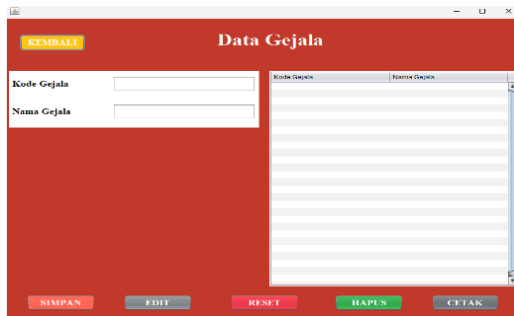 KEMBALI
Data Gejala
Kode Gejala
Nama Gejala
Kode Gejala Nama Gejala
SIMPAN EDIT RESET HAPUS CETAK